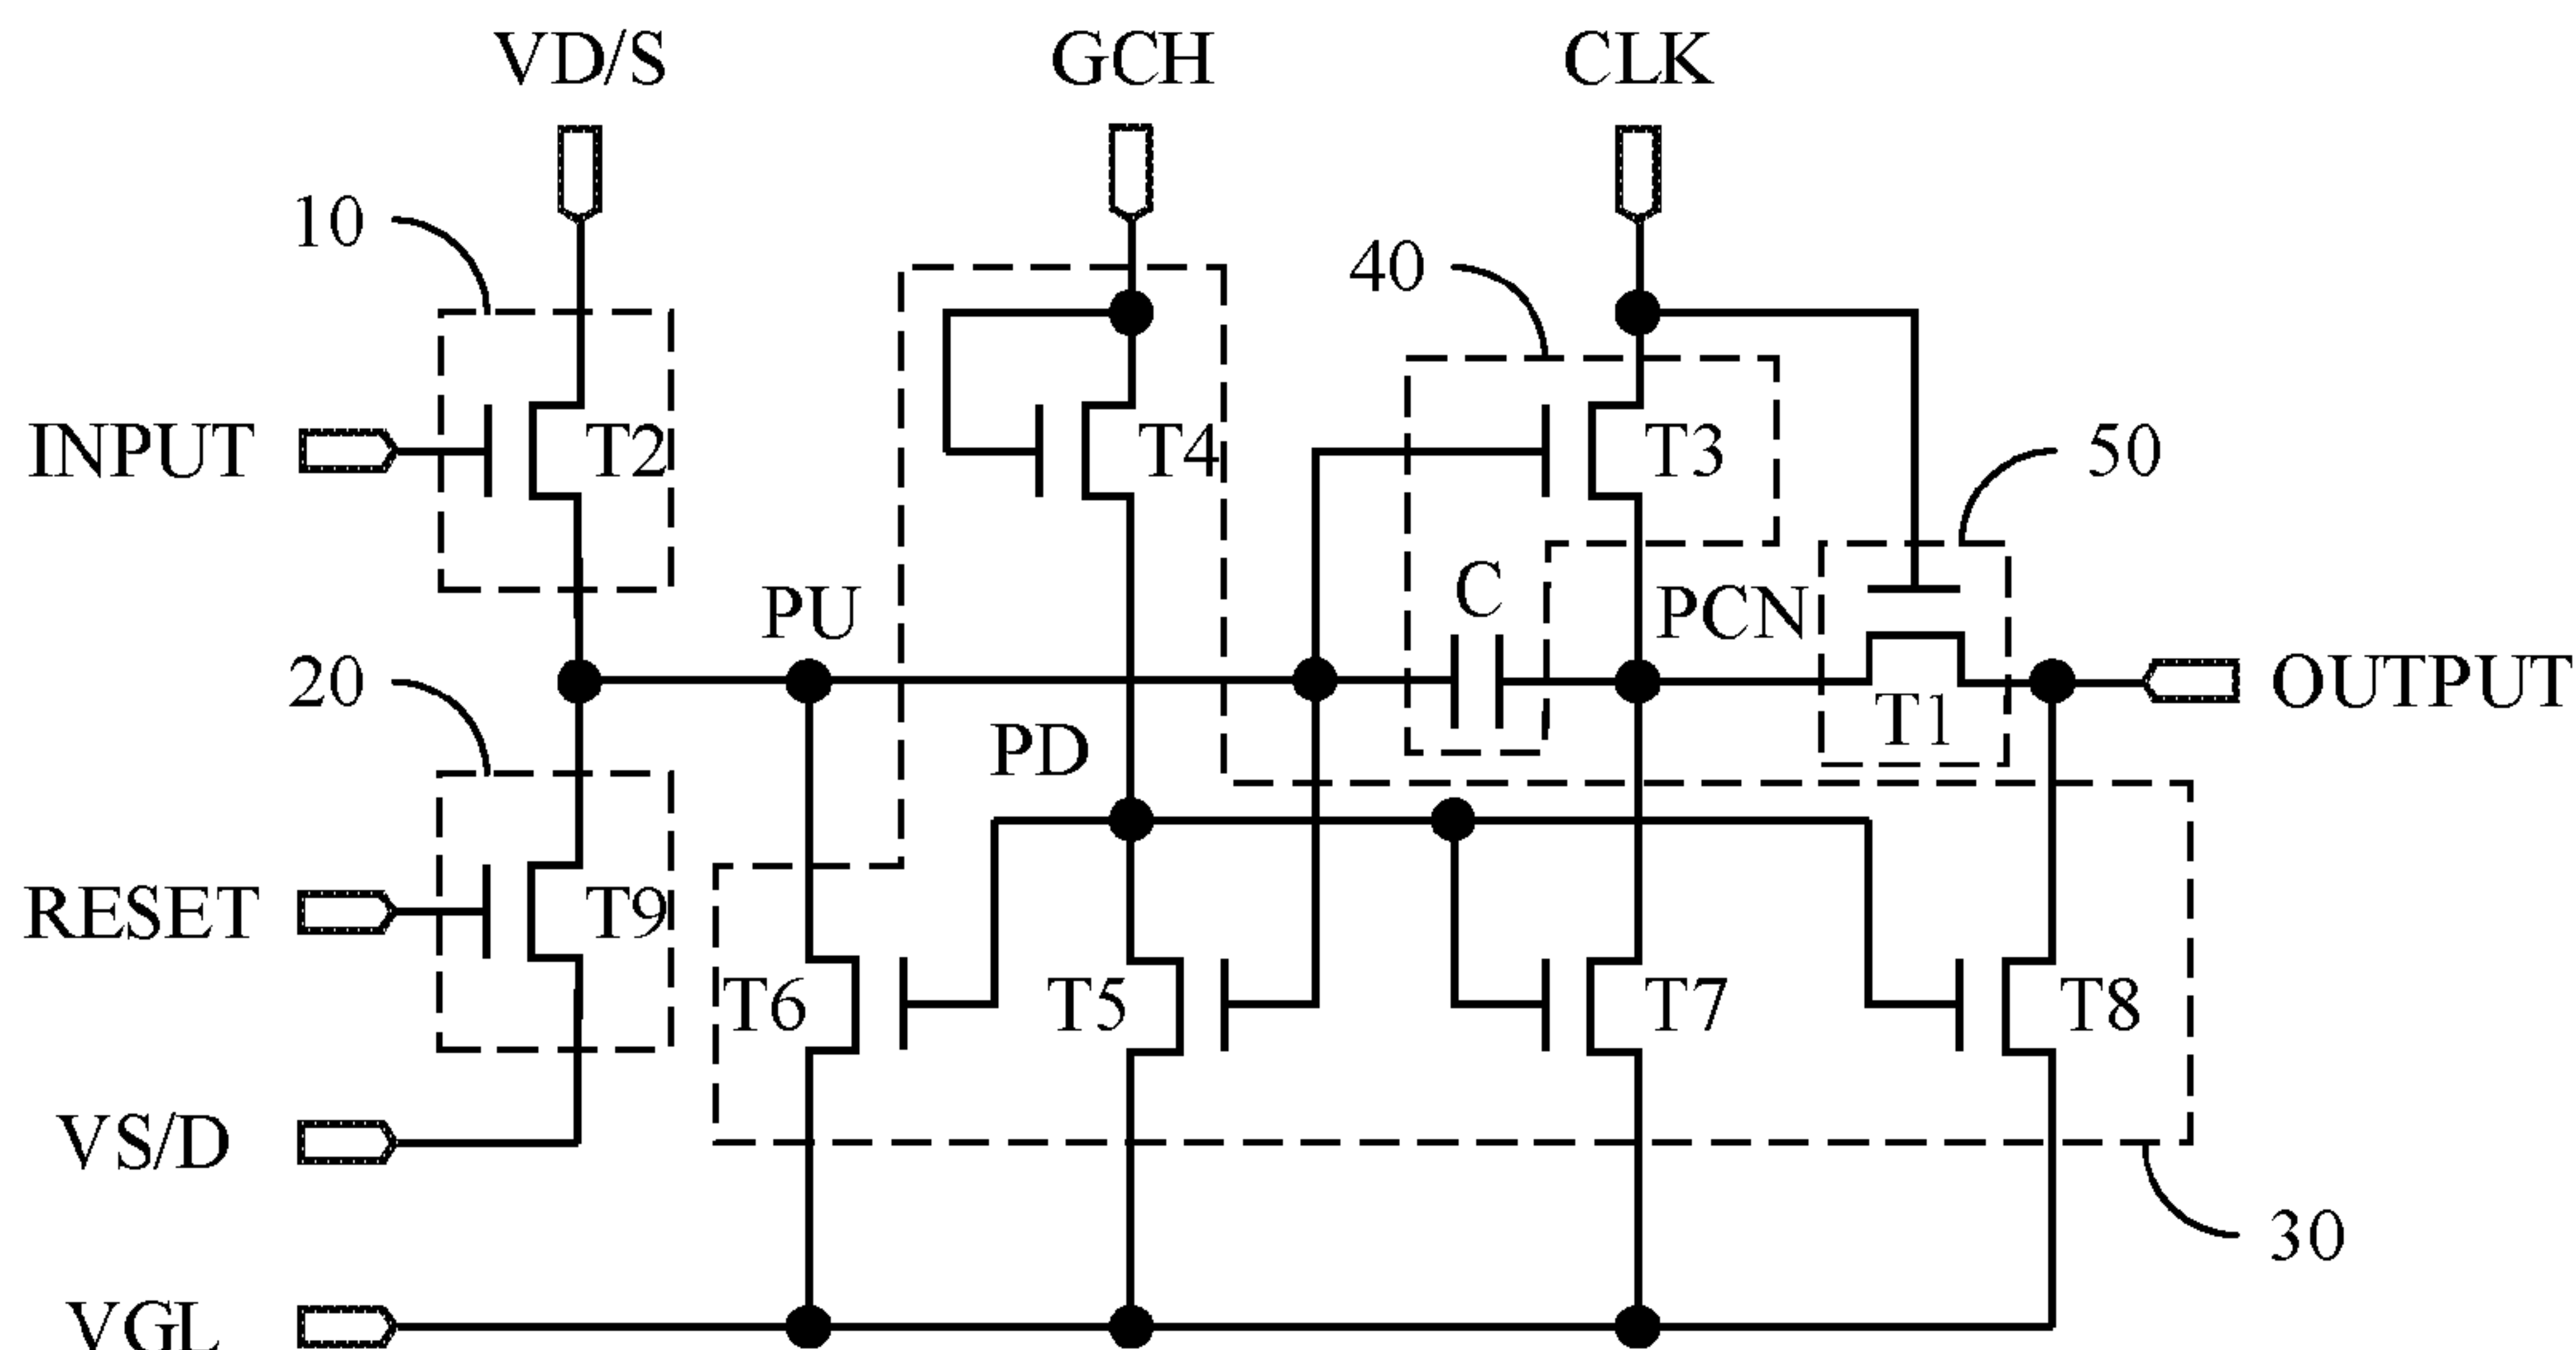 VD/S
GCH
CLK
10
40
INPUT
T2
T4
T3
50
C
PU
PCN
20
OUTPUT
T1
PD
RESET
T9
T6
T5
T7
T8
VS/D
30
VGL